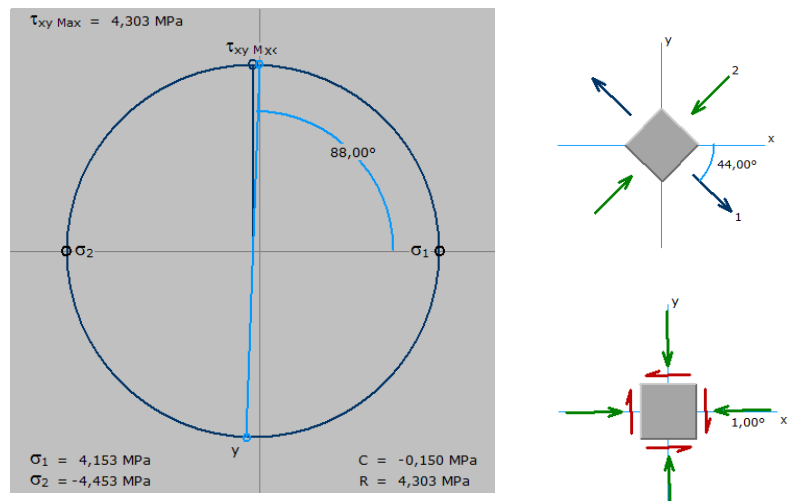 τxy Max = 4,303 MPa
τxy M
x
88,00°
σ2
σ1
y
σ1 = 4,153 MPa
σ2 = -4,453 MPa
C = -0,150 MPa
R = 4,303 MPa
y
2
x
44,00°
1
y
1,00°
x